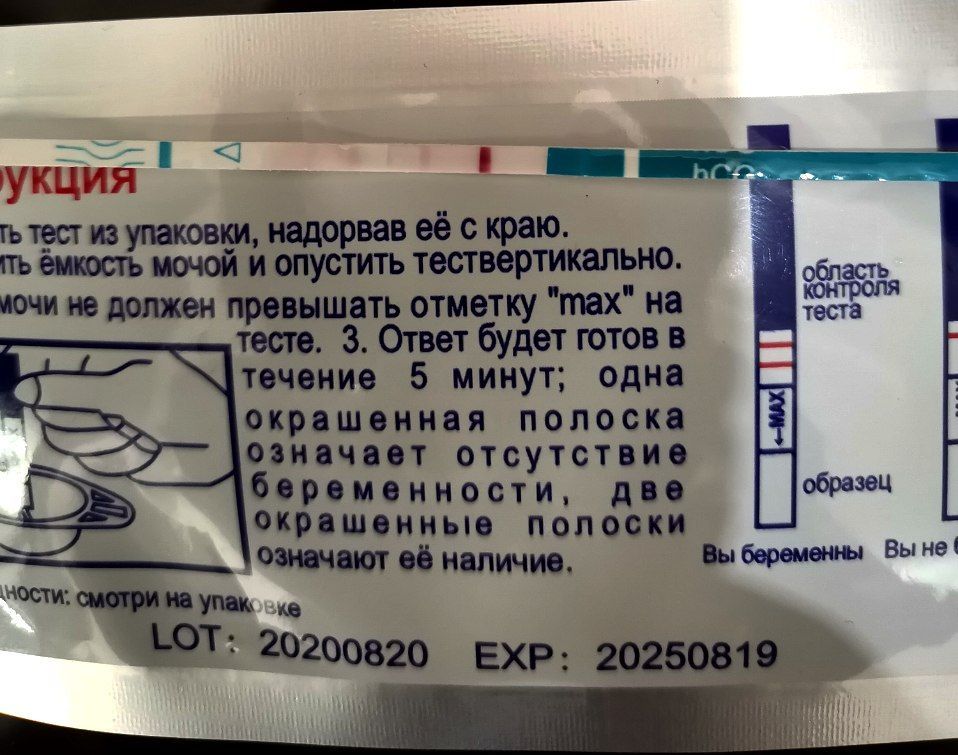 hCG
рукция
ть тест из упаковки, надорвав её с краю.
ить ёмкость мочой и опустить тествертикально.
мочи не должен превышать отметку "max" на
тесте. 3. Ответ будет готов в
течение 5 минут; одна
окрашенная полоска
означает отсутствие
беременности, две
окрашенные полоски
означают её наличие.
область
контроля
теста
←MAX
образец
Вы беременны Вы не
ности: смотри на упаковке
LOT: 20200820 EXP: 20250819